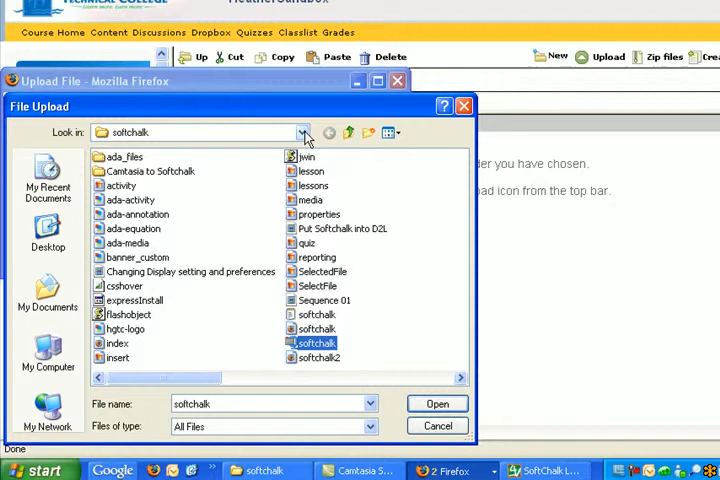 TECHNICAL COLLEGE
HeatherSandbox
Course Home Content Discussions Dropbox Quizzes Classlist Grades
Up Cut Copy Paste Delete New Upload Zip files
Upload File - Mozilla Firefox
File Upload
Look in: softchalk
der you have chosen.
oad icon from the top bar.
My Recent Documents
Desktop
My Documents
My Computer
My Network
ada_files
Camtasia to Softchalk
activity
ada-activity
ada-annotation
ada-equation
ada-media
banner_custom
Changing Display setting and preferences
csshover
expressInstall
flashobject
hgtc-logo
index
insert
jwin
lesson
lessons
media
properties
Put Softchalk into D2L
quiz
reporting
SelectedFile
SelectFile
Sequence 01
softchalk
softchalk
softchalk
softchalk2
File name: softchalk Open
Files of type: All Files Cancel
Done
start Google softchalk Camtasia S... 2 Firefox SoftChalk L...